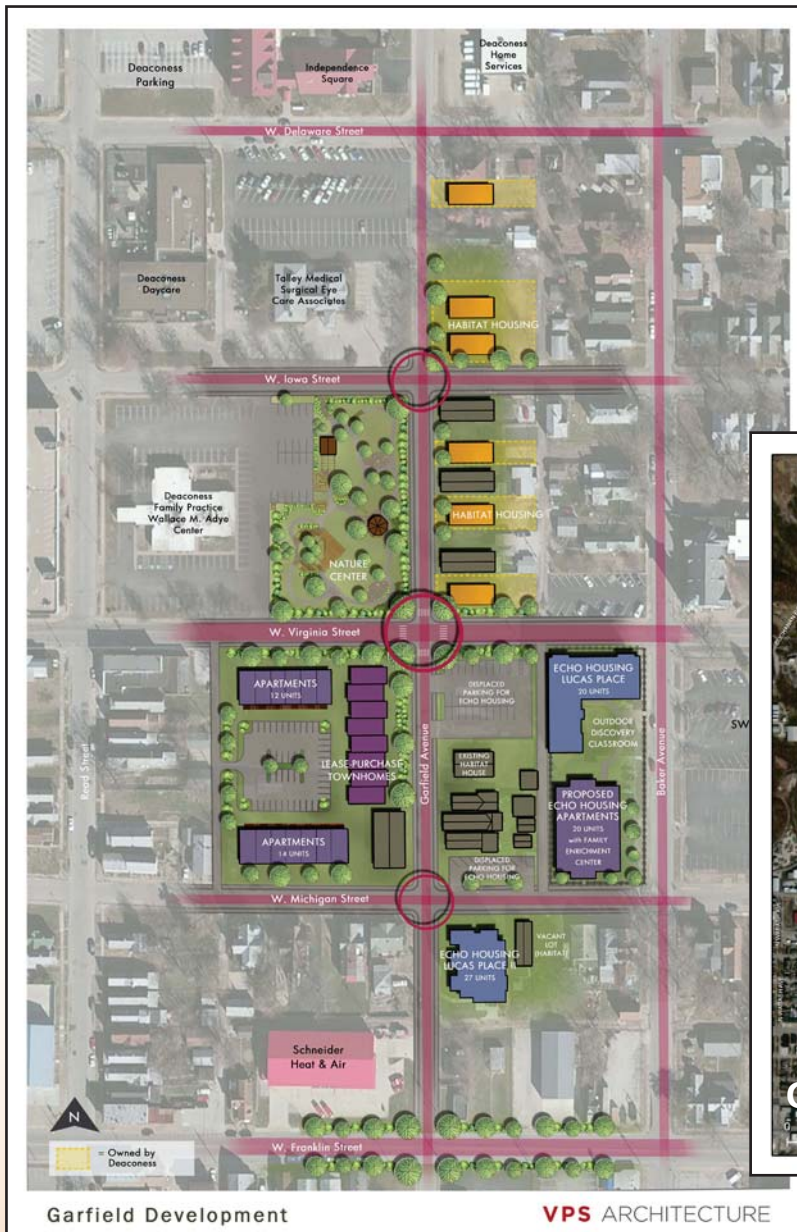 Deaconess
Parking
Independence
Square
Deaconess
Home
Services
W. Delaware Street
Deaconess
Daycare
Talley Medical
Surgical Eye
Care Associates
HABITAT HOUSING
W. Iowa Street
Deaconess
Family Practice
Wallace M. Adye
Center
HABITAT HOUSING
NATURE
CENTER
W. Virginia Street
APARTMENTS
12 UNITS
DISPLACED
PARKING FOR
ECHO HOUSING
ECHO HOUSING
LUCAS PLACE
20 UNITS
OUTDOOR
DISCOVERY
CLASSROOM
SW
Read Street
LEASE-PURCHASE
TOWNHOMES
Garfield Avenue
EXISTING
HABITAT
HOUSE
Baker Avenue
PROPOSED
ECHO HOUSING
APARTMENTS
20 UNITS
with FAMILY
ENRICHMENT
CENTER
APARTMENTS
14 UNITS
DISPLACED
PARKING FOR
ECHO HOUSING
W. Michigan Street
ECHO HOUSING
LUCAS PLACE II
27 UNITS
VACANT
LOT
(HABITAT)
Schneider
Heat & Air
N
= Owned by
Deaconess
W. Franklin Street
Garfield Development
VPS ARCHITECTURE